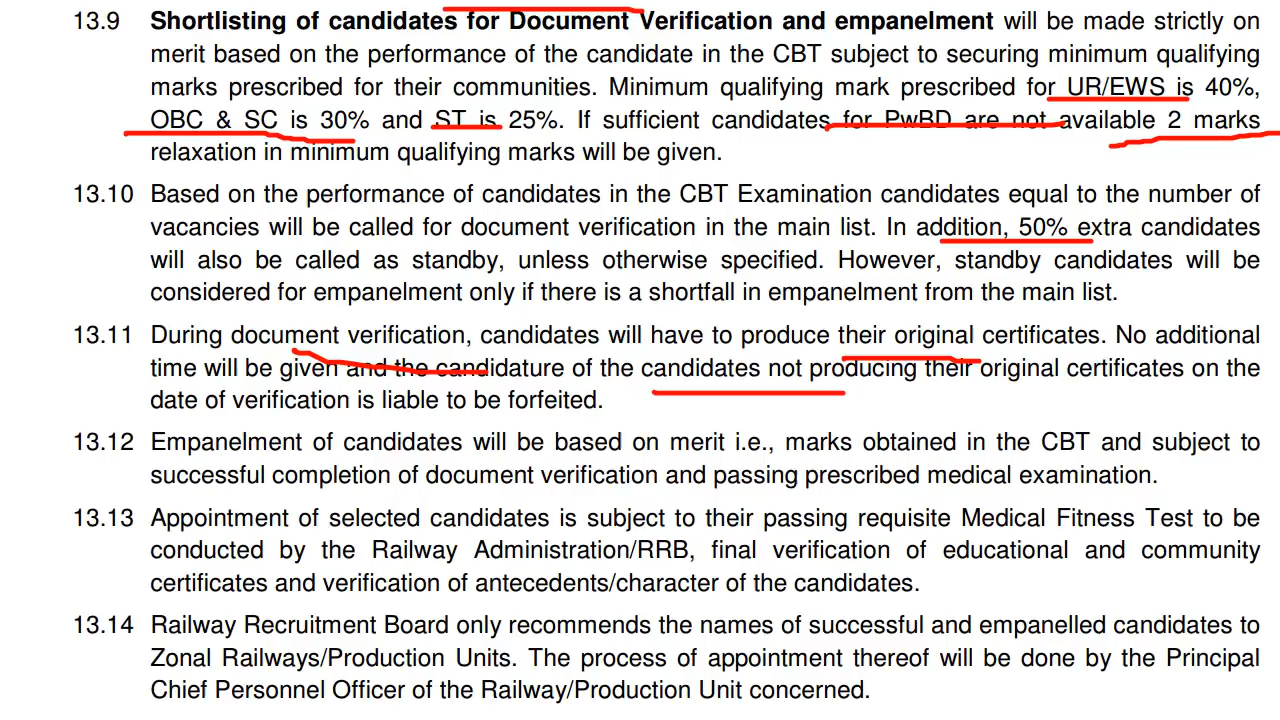 13.9 Shortlisting of candidates for Document Verification and empanelment will be made strictly on
merit based on the performance of the candidate in the CBT subject to securing minimum qualifying
marks prescribed for their communities. Minimum qualifying mark prescribed for UR/EWS is 40%,
OBC & SC is 30% and ST is 25%. If sufficient candidates for PwBD are not available 2 marks
relaxation in minimum qualifying marks will be given.
13.10 Based on the performance of candidates in the CBT Examination candidates equal to the number of
vacancies will be called for document verification in the main list. In addition, 50% extra candidates
will also be called as standby, unless otherwise specified. However, standby candidates will be
considered for empanelment only if there is a shortfall in empanelment from the main list.
13.11 During document verification, candidates will have to produce their original certificates. No additional
time will be given and the candidature of the candidates not producing their original certificates on the
date of verification is liable to be forfeited.
13.12 Empanelment of candidates will be based on merit i.e., marks obtained in the CBT and subject to
successful completion of document verification and passing prescribed medical examination.
13.13 Appointment of selected candidates is subject to their passing requisite Medical Fitness Test to be
conducted by the Railway Administration/RRB, final verification of educational and community
certificates and verification of antecedents/character of the candidates.
13.14 Railway Recruitment Board only recommends the names of successful and empanelled candidates to
Zonal Railways/Production Units. The process of appointment thereof will be done by the Principal
Chief Personnel Officer of the Railway/Production Unit concerned.